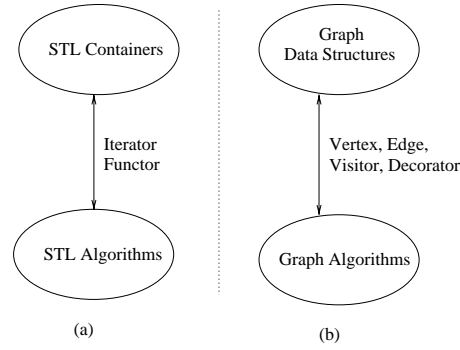 STL Containers
Iterator
Functor
STL Algorithms
(a)
Graph
Data Structures
Vertex, Edge,
Visitor, Decorator
Graph Algorithms
(b)